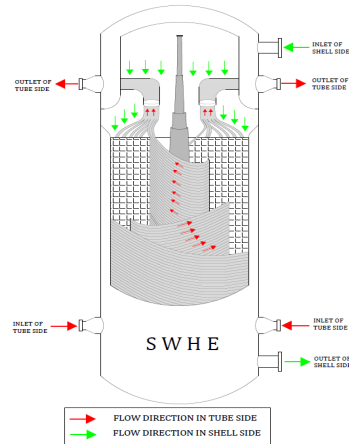 INLET OF
SHELL SIDE
OUTLET OF
TUBE SIDE
OUTLET OF
TUBE SIDE
INLET OF
TUBE SIDE
INLET OF
TUBE SIDE
SWHE
OUTLET OF
SHELL SIDE
FLOW DIRECTION IN TUBE SIDE
FLOW DIRECTION IN SHELL SIDE